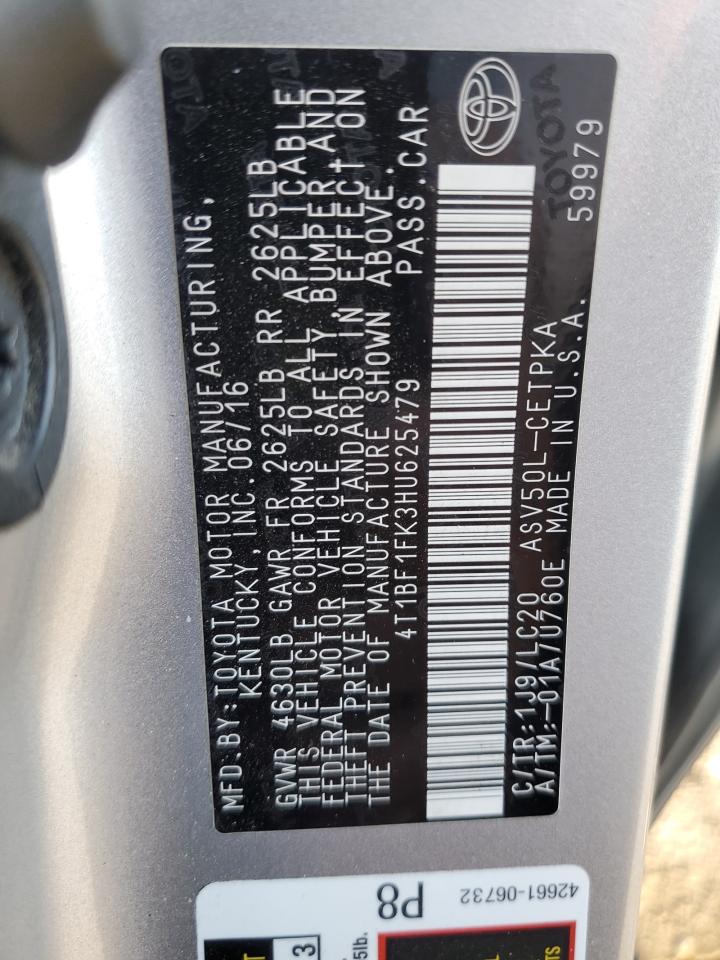 MFD.BY:TOYOTA MOTOR MANUFACTURING,
KENTUCKY, INC. 06/16
GVWR 4630LB GAWR FR 2625LB RR 2625LB
THIS VEHICLE CONFORMS TO ALL APPLICABLE
FEDERAL MOTOR VEHICLE SAFETY, BUMPER, AND
THEFT PREVENTION STANDARDS IN EFFECT ON
THE DATE OF MANUFACTURE SHOWN ABOVE.
4T1BF1FK3HU625479 PASS.CAR
C/TR:1J9/LC20 ASV50L-CETPKA
A/TM:-01A/U760E MADE IN U.S.A.
59979
TOYOTA
P8
42661-06732
3
5lb.